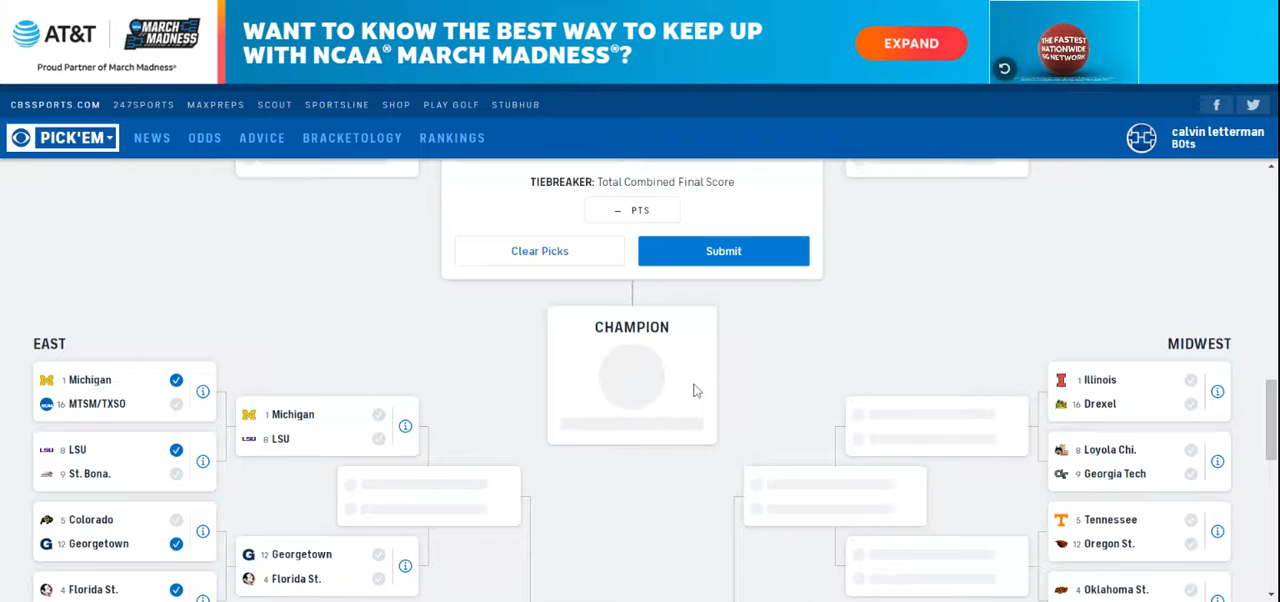 AT&T
NCAA MARCH MADNESS
Proud Partner of March Madness®
WANT TO KNOW THE BEST WAY TO KEEP UP
WITH NCAA® MARCH MADNESS®?
EXPAND
THE FASTEST
NATIONWIDE
5G NETWORK
CBSSPORTS.COM 247SPORTS MAXPREPS SCOUT SPORTSLINE SHOP PLAY GOLF STUBHUB
PICK'EM NEWS ODDS ADVICE BRACKETOLOGY RANKINGS
calvin letterman
B0ts
TIEBREAKER: Total Combined Final Score
– PTS
Clear Picks Submit
CHAMPION
EAST
1 Michigan
16 MTSM/TXSO
8 LSU
9 St. Bona.
5 Colorado
12 Georgetown
4 Florida St.
1 Michigan
8 LSU
12 Georgetown
4 Florida St.
MIDWEST
1 Illinois
16 Drexel
8 Loyola Chi.
9 Georgia Tech
5 Tennessee
12 Oregon St.
4 Oklahoma St.